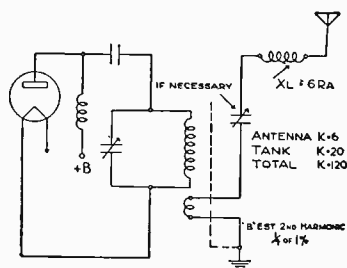 IF NECESSARY
XL = 6RA
ANTENNA K=6
TANK K=20
TOTAL K=120
+B
"B" EST 2ND HARMONIC
¼ OF 1%